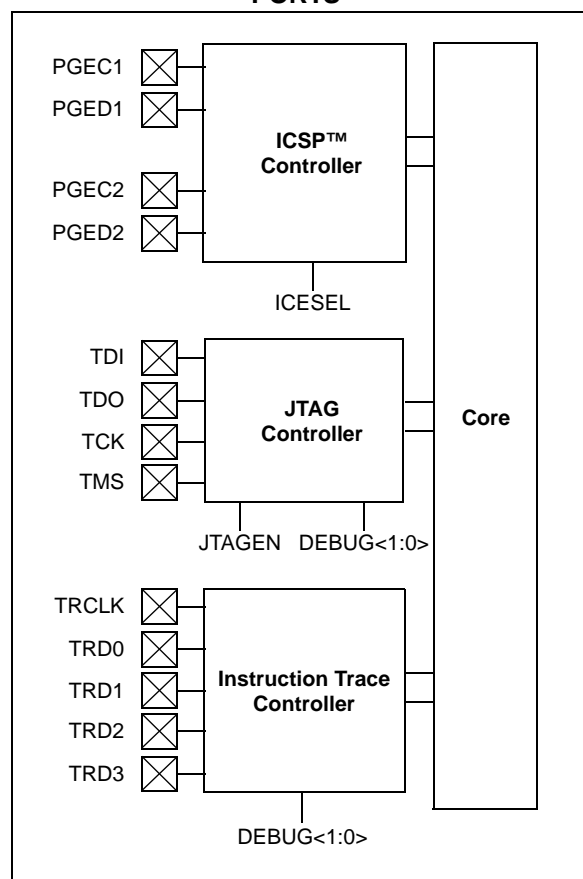 PGEC1
PGED1
ICSP™
Controller
PGEC2
PGED2
ICESEL
TDI
TDO
JTAG
Controller
TCK
TMS
Core
JTAGEN DEBUG<1:0>
TRCLK
TRD0
TRD1
Instruction Trace
Controller
TRD2
TRD3
DEBUG<1:0>